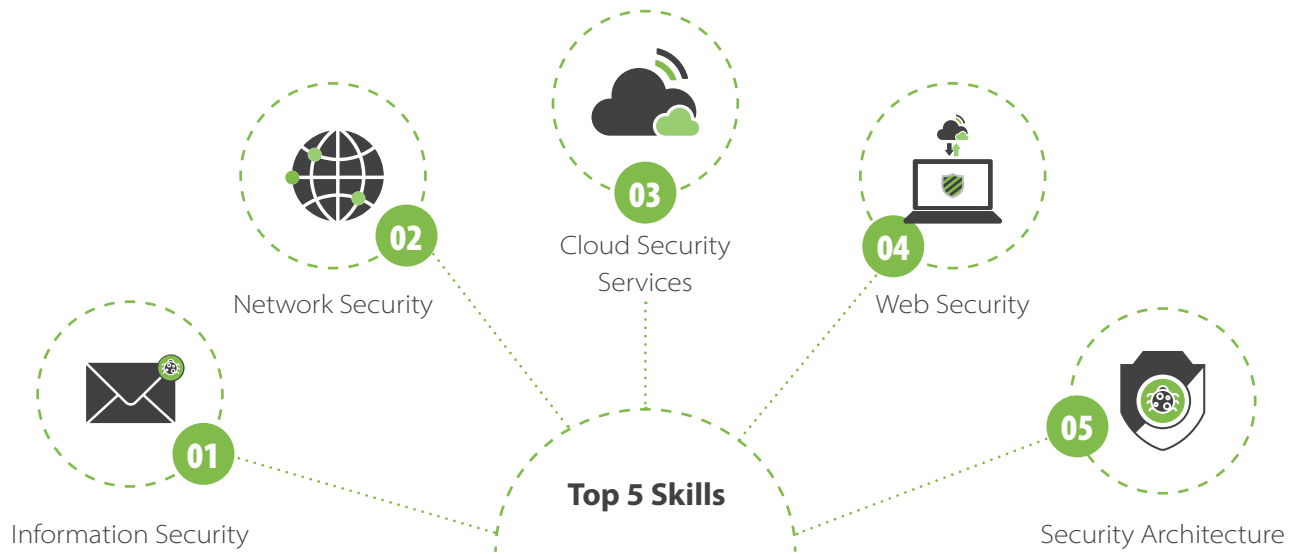 01
Information Security
02
Network Security
03
Cloud Security
Services
04
Web Security
05
Security Architecture
Top 5 Skills